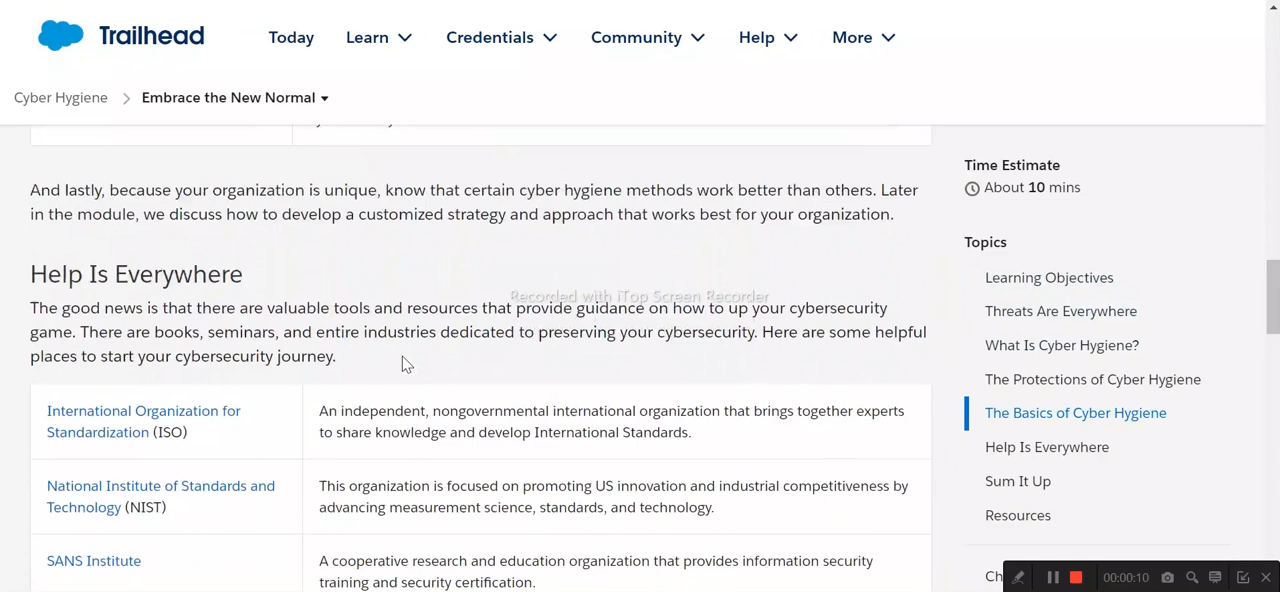 Trailhead
Today Learn Credentials Community Help More
Cyber Hygiene > Embrace the New Normal
And lastly, because your organization is unique, know that certain cyber hygiene methods work better than others. Later
in the module, we discuss how to develop a customized strategy and approach that works best for your organization.
Help Is Everywhere
The good news is that there are valuable tools and resources that provide guidance on how to up your cybersecurity
game. There are books, seminars, and entire industries dedicated to preserving your cybersecurity. Here are some helpful
places to start your cybersecurity journey.
International Organization for
Standardization (ISO)
An independent, nongovernmental international organization that brings together experts
to share knowledge and develop International Standards.
National Institute of Standards and
Technology (NIST)
This organization is focused on promoting US innovation and industrial competitiveness by
advancing measurement science, standards, and technology.
SANS Institute
A cooperative research and education organization that provides information security
training and security certification.
Recorded with iTop Screen Recorder
Time Estimate
About 10 mins
Topics
Learning Objectives
Threats Are Everywhere
What Is Cyber Hygiene?
The Protections of Cyber Hygiene
The Basics of Cyber Hygiene
Help Is Everywhere
Sum It Up
Resources
00:00:10